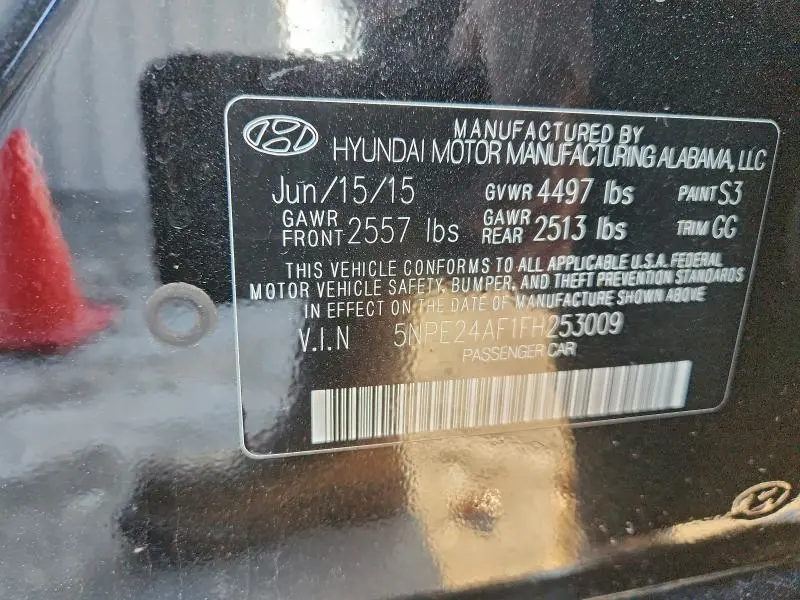 MANUFACTURED BY
HYUNDAI MOTOR MANUFACTURING ALABAMA, LLC
Jun/15/15 GVWR 4497 lbs PAINT S3
GAWR FRONT 2557 lbs GAWR REAR 2513 lbs TRIM GG
THIS VEHICLE CONFORMS TO ALL APPLICABLE U.S.A. FEDERAL
MOTOR VEHICLE SAFETY, BUMPER, AND THEFT PREVENTION STANDARDS
IN EFFECT ON THE DATE OF MANUFACTURE SHOWN ABOVE
V.I.N 5NPE24AF1FH253009
PASSENGER CAR